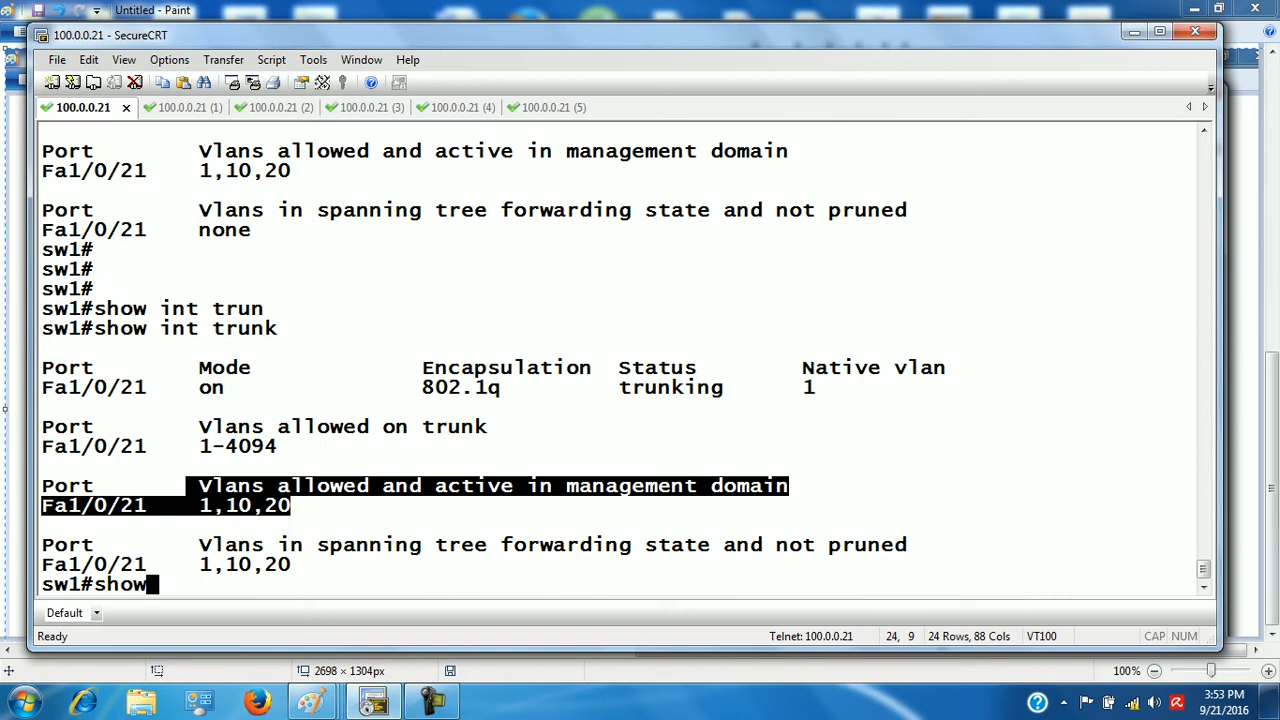 Untitled - Paint
100.0.0.21 - SecureCRT
File Edit View Options Transfer Script Tools Window Help
100.0.0.21 100.0.0.21 (1) 100.0.0.21 (2) 100.0.0.21 (3) 100.0.0.21 (4) 100.0.0.21 (5)
Port Vlans allowed and active in management domain
Fa1/0/21 1,10,20
Port Vlans in spanning tree forwarding state and not pruned
Fa1/0/21 none
sw1#
sw1#
sw1#
sw1#show int trun
sw1#show int trunk
Port Mode Encapsulation Status Native vlan
Fa1/0/21 on 802.1q trunking 1
Port Vlans allowed on trunk
Fa1/0/21 1-4094
Port Vlans allowed and active in management domain
Fa1/0/21 1,10,20
Port Vlans in spanning tree forwarding state and not pruned
Fa1/0/21 1,10,20
sw1#show
Default
Ready Telnet: 100.0.0.21 24, 9 24 Rows, 88 Cols VT100 CAP NUM
2698 × 1304px 100%
3:53 PM
9/21/2016